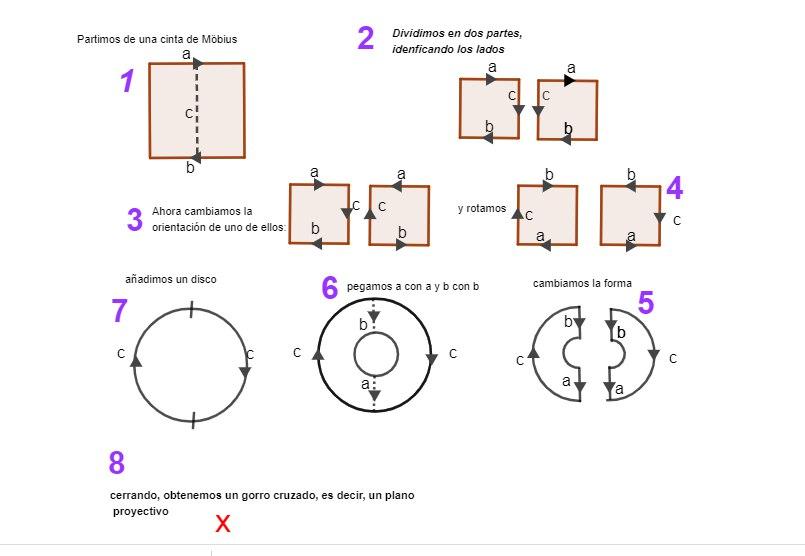 Partimos de una cinta de Möbius
1
a
c
b
2
Dividimos en dos partes,
idenficando los lados
a
a
c
c
b
b
3
Ahora cambiamos la
orientación de uno de ellos:
a
a
c
c
b
b
y rotamos
4
b
b
c
c
a
a
añadimos un disco
7
c
c
6
pegamos a con a y b con b
b
c
c
a
cambiamos la forma
5
b
b
c
c
a
a
8
cerrando, obtenemos un gorro cruzado, es decir, un plano
proyectivo
X